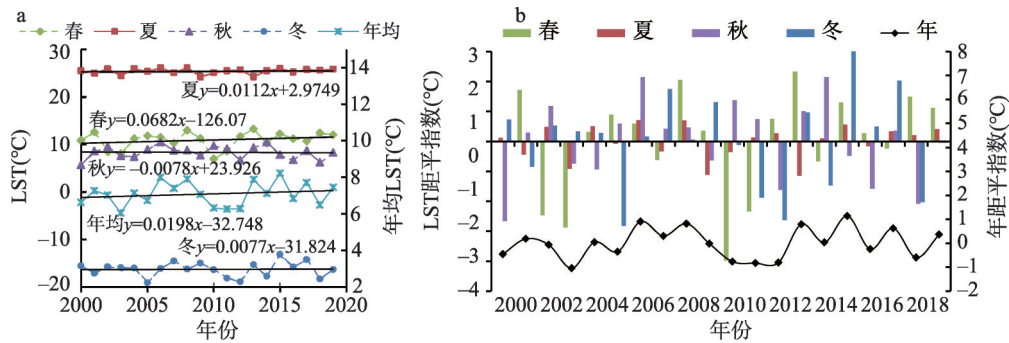 a
春 夏 秋 冬 年均
30
20
10
0
−10
−20
LST(℃)
14
12
10
8
6
4
2
年均LST(℃)
夏y=0.0112x+2.9749
春y=0.0682x−126.07
秋y= −0.0078x+23.926
年均y=0.0198x−32.748
冬y=0.0077x−31.824
2000 2005 2010 2015 2020
年份
b
春 夏 秋 冬 年
3
2
1
0
−1
−2
−3
−4
LST距平指数(℃)
8
7
6
5
4
3
2
1
0
−1
−2
年距平指数(℃)
2000 2002 2004 2006 2008 2010 2012 2014 2016 2018
年份